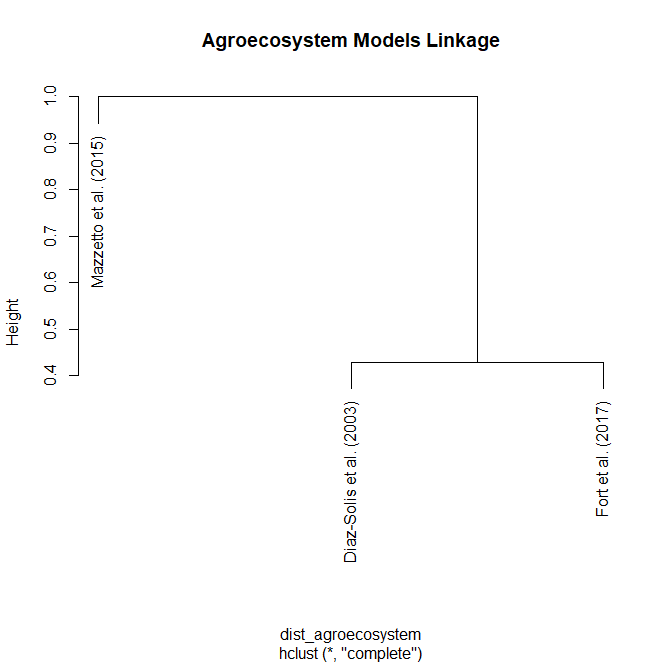 Agroecosystem Models Linkage
Height
1.0
0.9
0.8
0.7
0.6
0.5
0.4
Mazzetto et al. (2015)
Diaz-Solis et al. (2003)
Fort et al. (2017)
dist_agroecosystem
hclust (*, "complete")